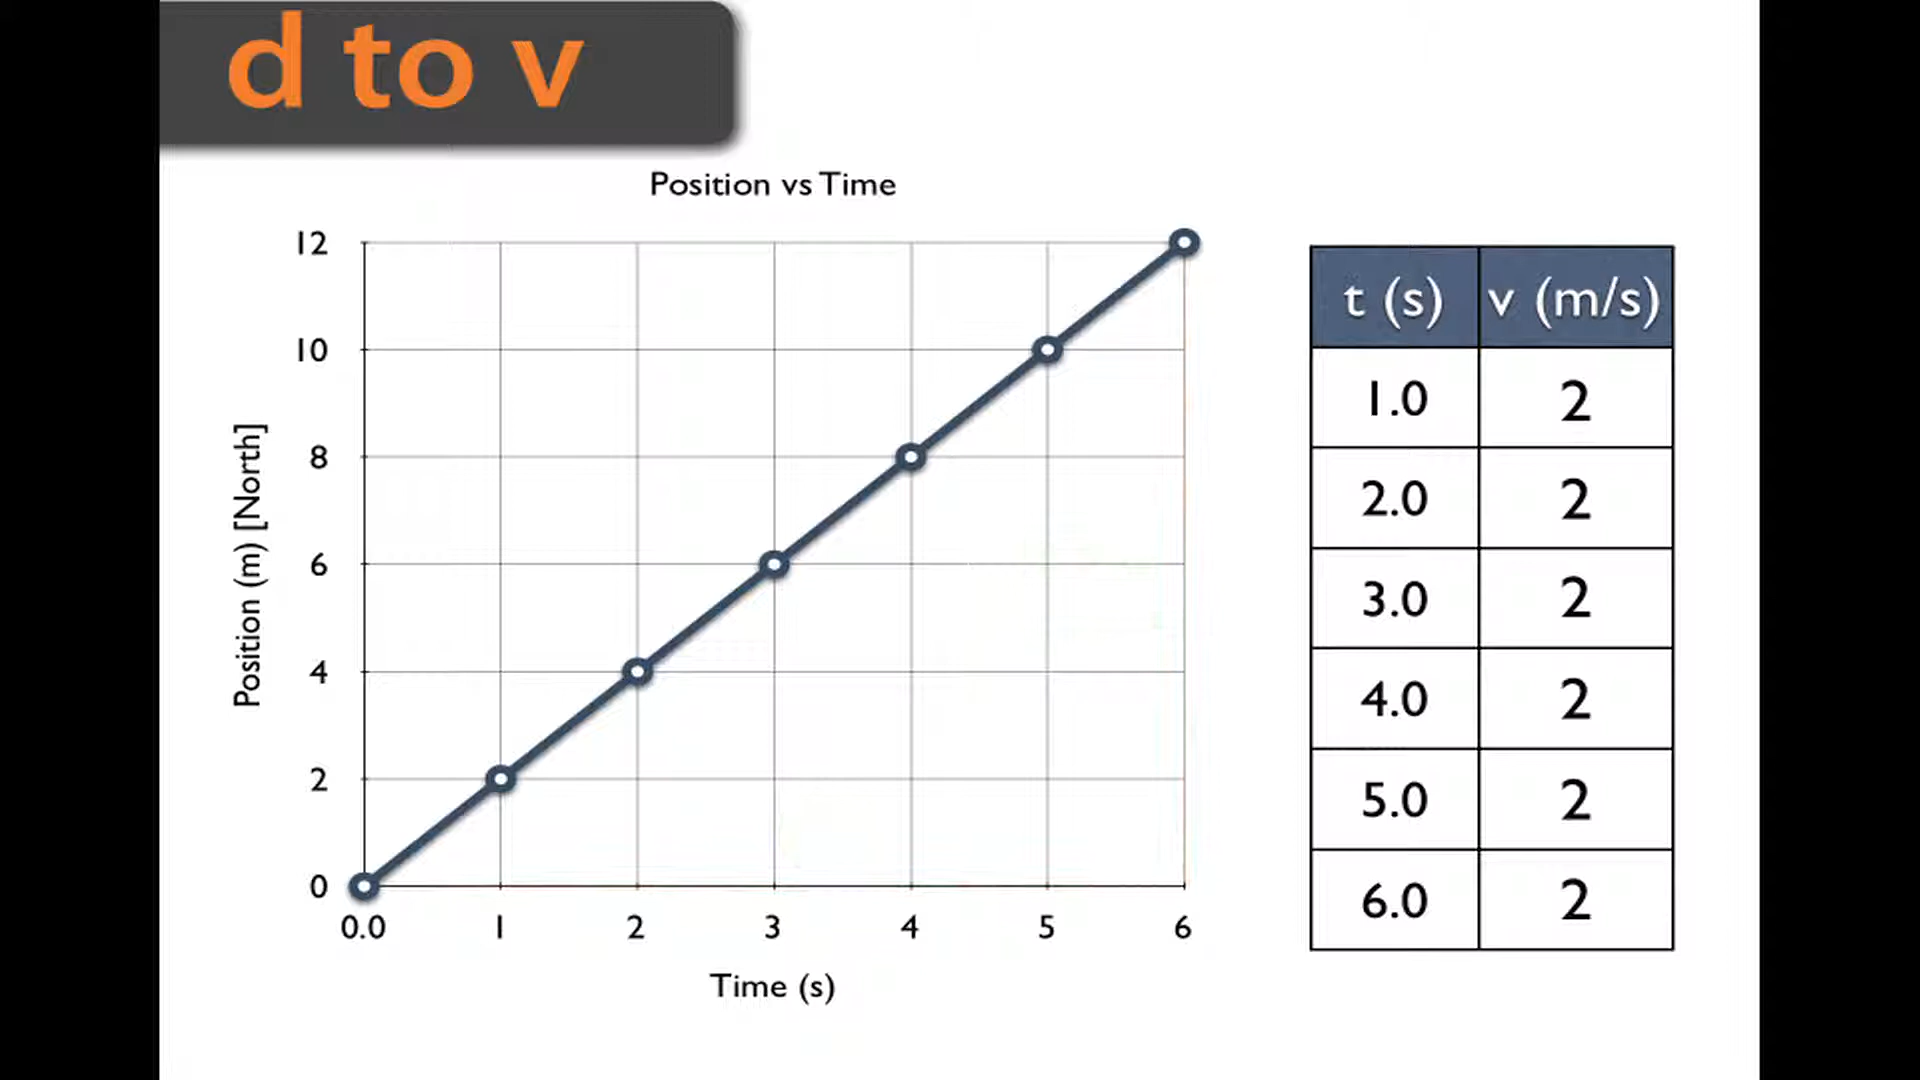 d to v
Position vs Time
12
10
8
6
4
2
0
Position (m) [North]
0.0 1 2 3 4 5 6
Time (s)
t (s) v (m/s)
1.0 2
2.0 2
3.0 2
4.0 2
5.0 2
6.0 2